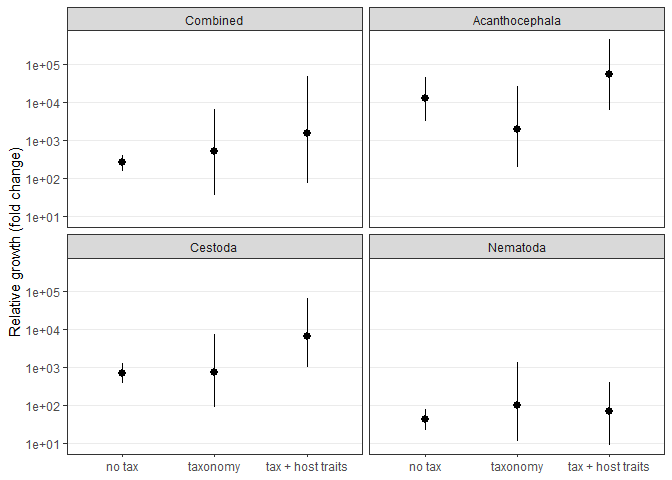 Relative growth (fold change)
Combined
Acanthocephala
1e+05
1e+04
1e+03
1e+02
1e+01
Cestoda
Nematoda
1e+05
1e+04
1e+03
1e+02
1e+01
no tax taxonomy tax + host traits
no tax taxonomy tax + host traits